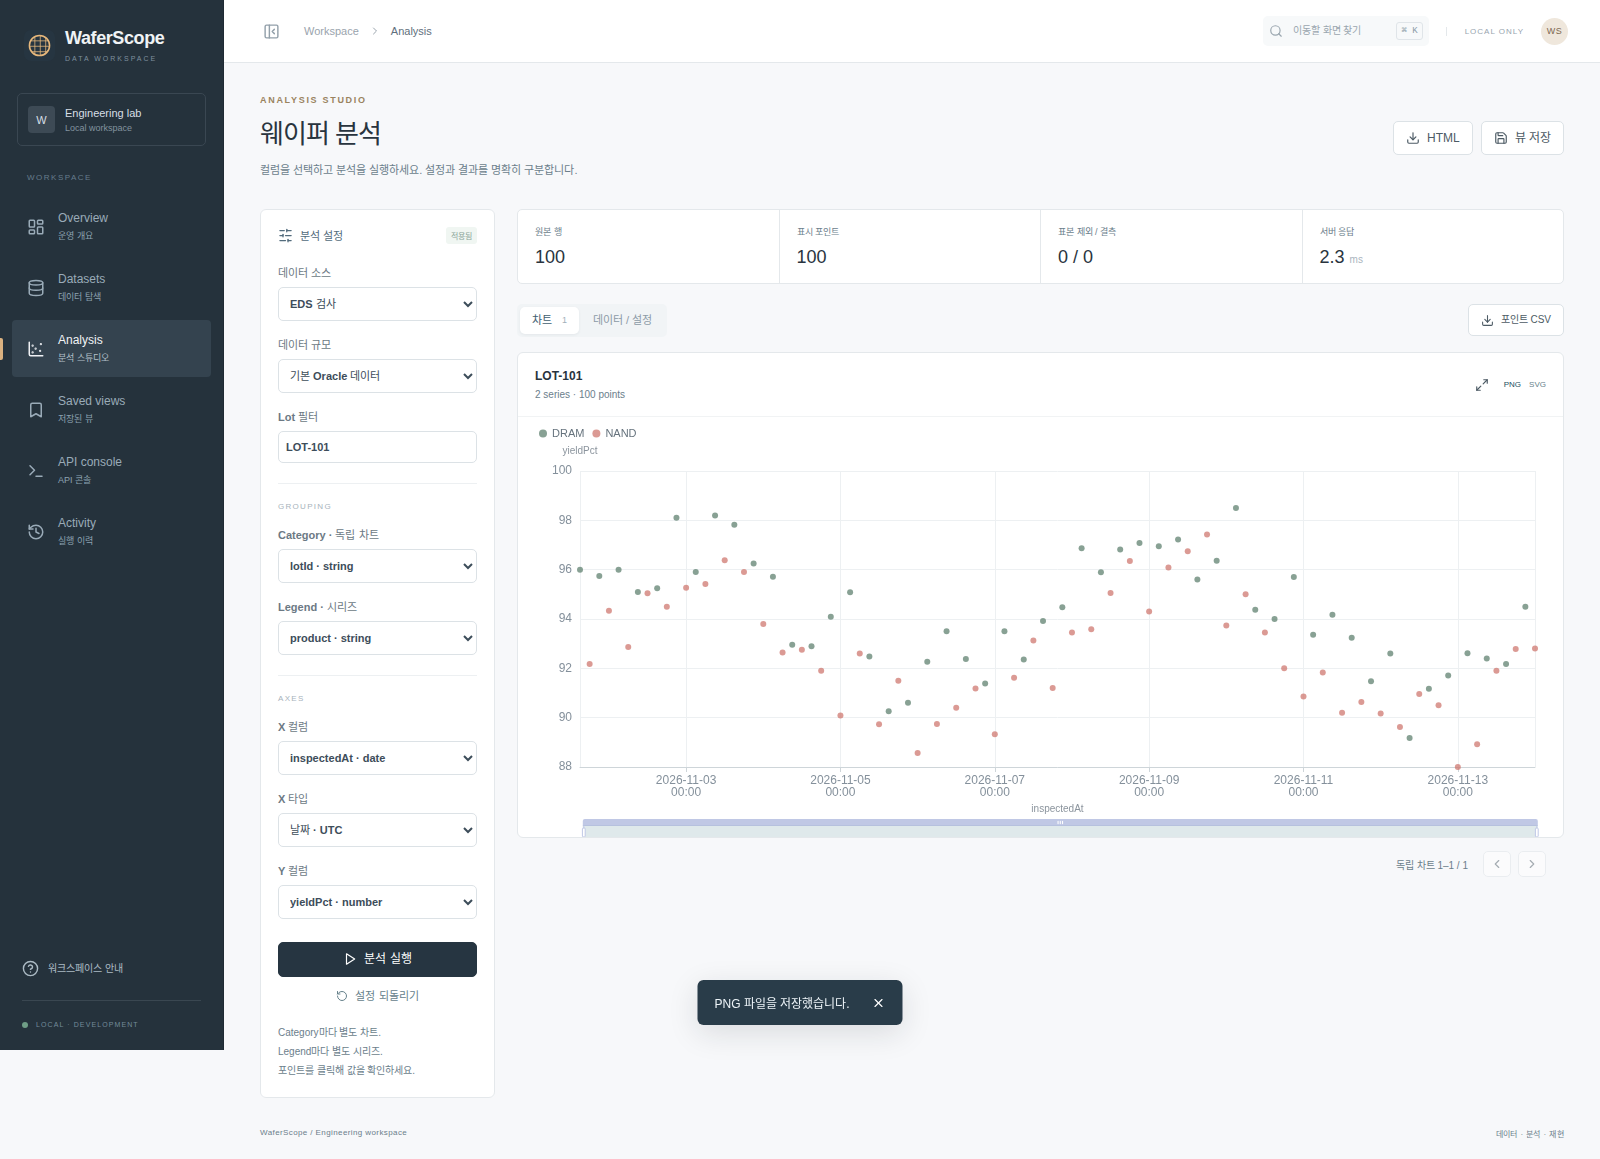 WaferScope
DATA WORKSPACE
W
Engineering lab
Local workspace
WORKSPACE
Overview
운영 개요
Datasets
데이터 탐색
Analysis
분석 스튜디오
Saved views
저장된 뷰
API console
API 콘솔
Activity
실행 이력
워크스페이스 안내
LOCAL · DEVELOPMENT
Workspace
Analysis
이동할 화면 찾기
⌘ K
LOCAL ONLY
WS
ANALYSIS STUDIO
웨이퍼 분석
컬럼을 선택하고 분석을 실행하세요. 설정과 결과를 명확히 구분합니다.
HTML
뷰 저장
분석 설정
적용됨
데이터 소스
EDS 검사
데이터 규모
기본 Oracle 데이터
Lot 필터
LOT-101
GROUPING
Category · 독립 차트
lotId · string
Legend · 시리즈
product · string
AXES
X 컬럼
inspectedAt · date
X 타입
날짜 · UTC
Y 컬럼
yieldPct · number
분석 실행
설정 되돌리기
Category마다 별도 차트.
Legend마다 별도 시리즈.
포인트를 클릭해 값을 확인하세요.
원본 행
100
표시 포인트
100
표본 제외 / 결측
0 / 0
서버 응답
2.3 ms
차트 1
데이터 / 설정
포인트 CSV
LOT-101
2 series · 100 points
PNG
SVG
DRAM
NAND
yieldPct
100
98
96
94
92
90
88
2026-11-03
00:00
2026-11-05
00:00
2026-11-07
00:00
2026-11-09
00:00
2026-11-11
00:00
2026-11-13
00:00
inspectedAt
독립 차트 1–1 / 1
PNG 파일을 저장했습니다.
WaferScope / Engineering workspace
데이터 · 분석 · 재현